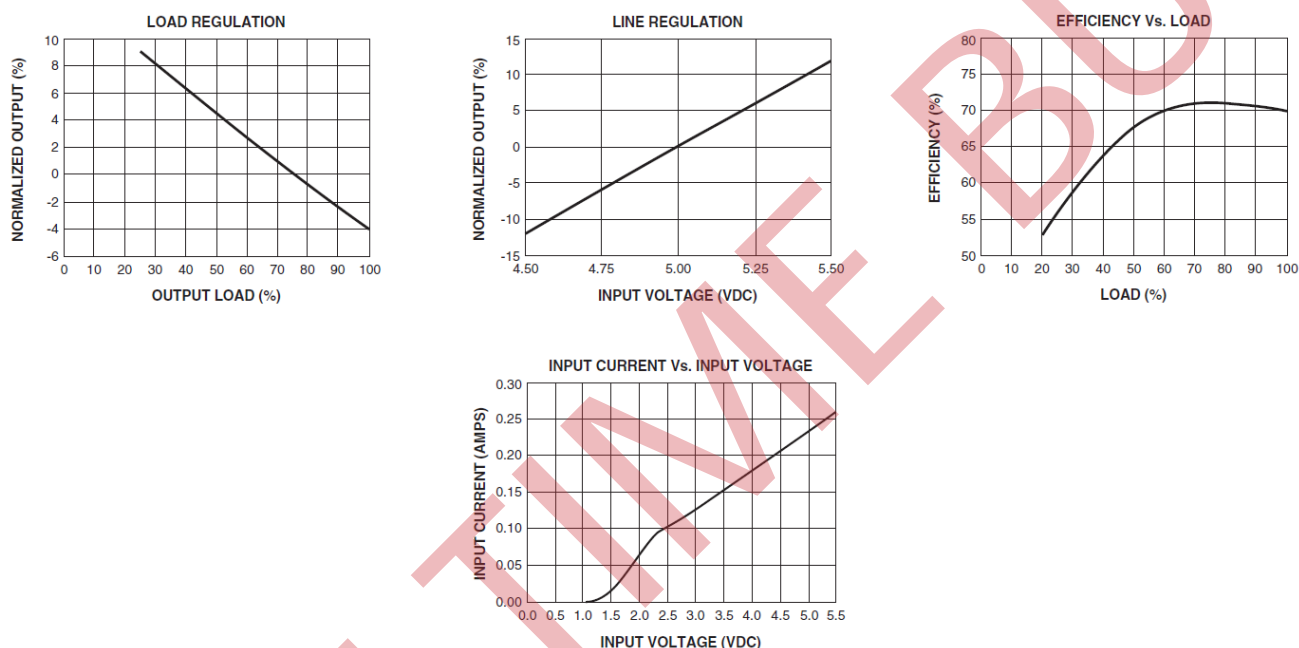 LOAD REGULATION
10
8
6
4
2
0
-2
-4
-6
NORMALIZED OUTPUT (%)
0 10 20 30 40 50 60 70 80 90 100
OUTPUT LOAD (%)
LINE REGULATION
15
10
5
0
-5
-10
-15
NORMALIZED OUTPUT (%)
4.50 4.75 5.00 5.25 5.50
INPUT VOLTAGE (VDC)
EFFICIENCY Vs. LOAD
80
75
70
65
60
55
50
EFFICIENCY (%)
0 10 20 30 40 50 60 70 80 90 100
LOAD (%)
INPUT CURRENT Vs. INPUT VOLTAGE
0.30
0.25
0.20
0.15
0.10
0.05
0.00
INPUT CURRENT (AMPS)
0.0 0.5 1.0 1.5 2.0 2.5 3.0 3.5 4.0 4.5 5.0 5.5
INPUT VOLTAGE (VDC)
TIME